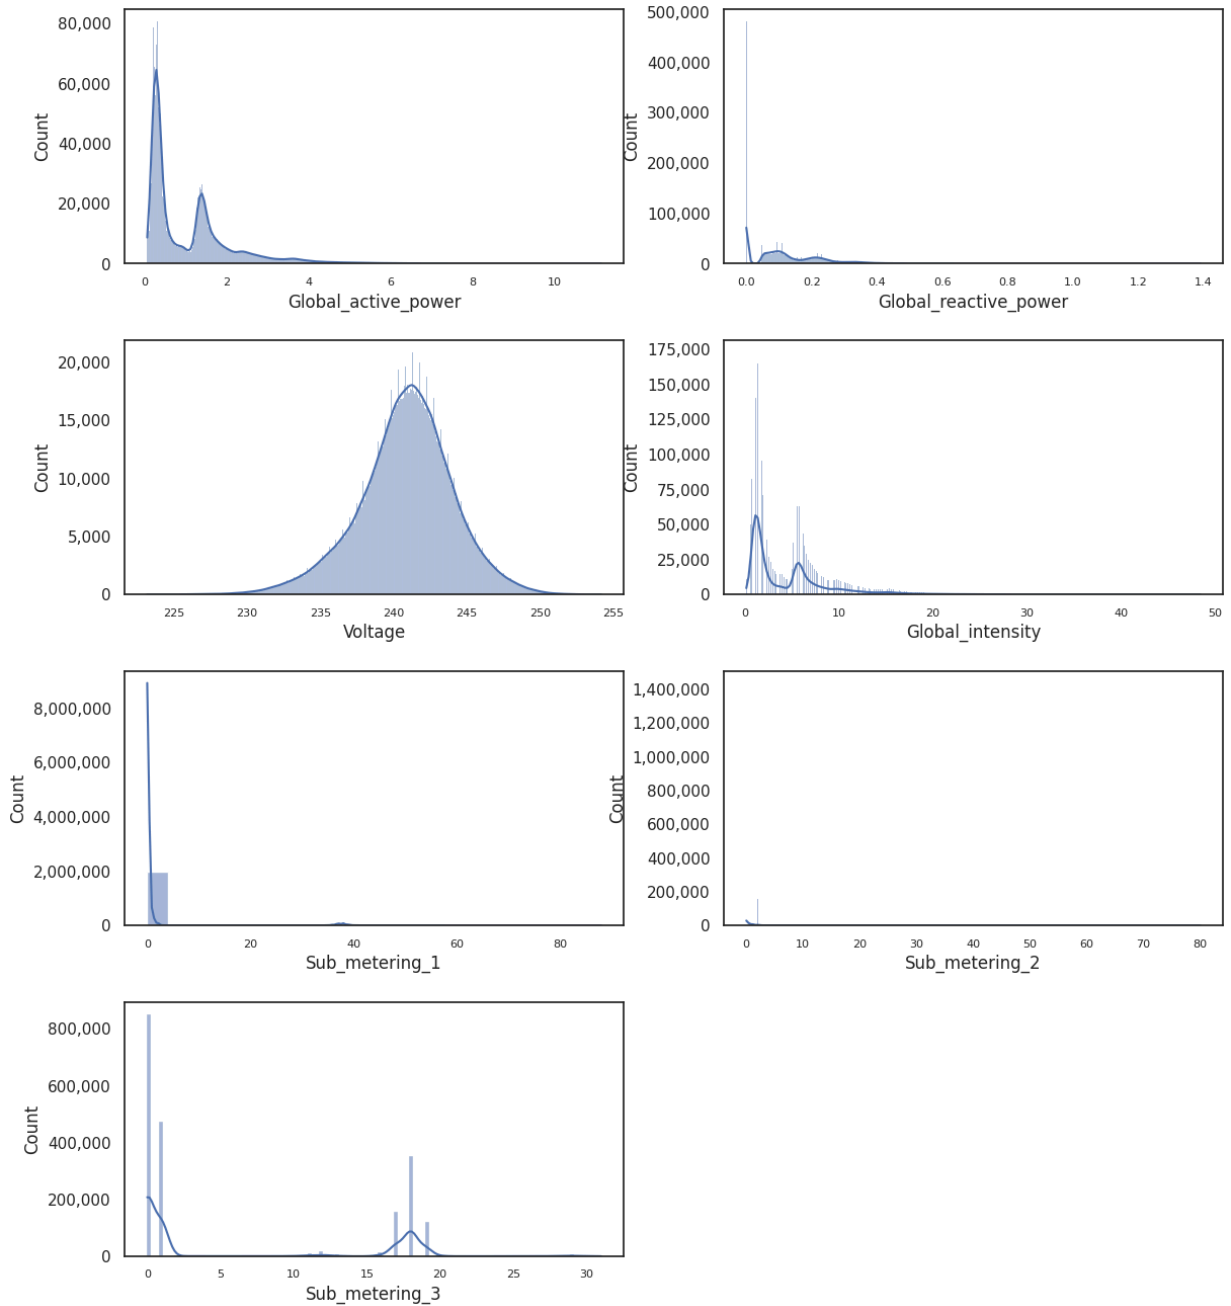 80,000
60,000
40,000
20,000
0
Count
0 2 4 6 8 10
Global_active_power
500,000
400,000
300,000
200,000
100,000
0
Count
0.0 0.2 0.4 0.6 0.8 1.0 1.2 1.4
Global_reactive_power
20,000
15,000
10,000
5,000
0
Count
225 230 235 240 245 250 255
Voltage
175,000
150,000
125,000
100,000
75,000
50,000
25,000
0
Count
0 10 20 30 40 50
Global_intensity
8,000,000
6,000,000
4,000,000
2,000,000
0
Count
0 20 40 60 80
Sub_metering_1
1,400,000
1,200,000
1,000,000
800,000
600,000
400,000
200,000
0
Count
0 10 20 30 40 50 60 70 80
Sub_metering_2
800,000
600,000
400,000
200,000
0
Count
0 5 10 15 20 25 30
Sub_metering_3